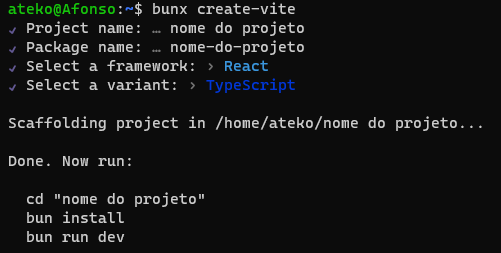 ateko@Afonso:~$ bunx create-vite
✔ Project name: … nome do projeto
✔ Package name: … nome-do-projeto
✔ Select a framework: › React
✔ Select a variant: › TypeScript
Scaffolding project in /home/ateko/nome do projeto...
Done. Now run:
cd "nome do projeto"
bun install
bun run dev